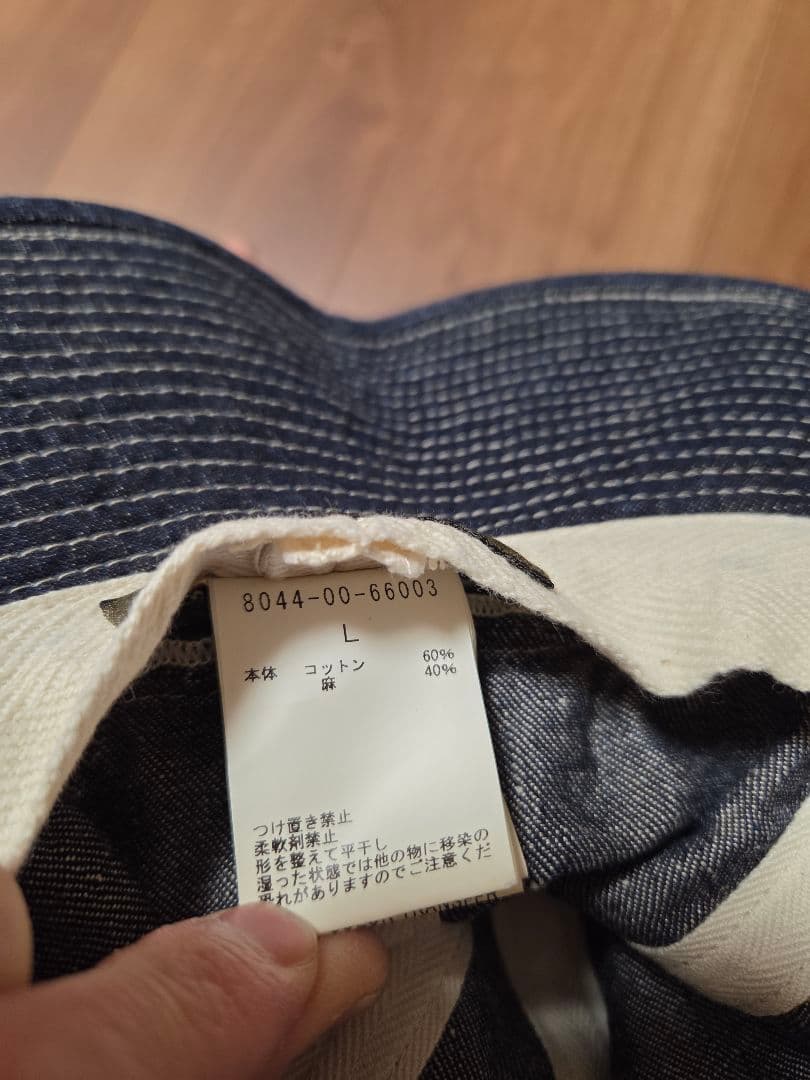 8044-00-66003
L
本体 コットン 60%
麻 40%
つけ置き禁止
柔軟剤禁止
形を整えて平干し
湿った状態では他の物に移染の
恐れがありますのでご注意くだ